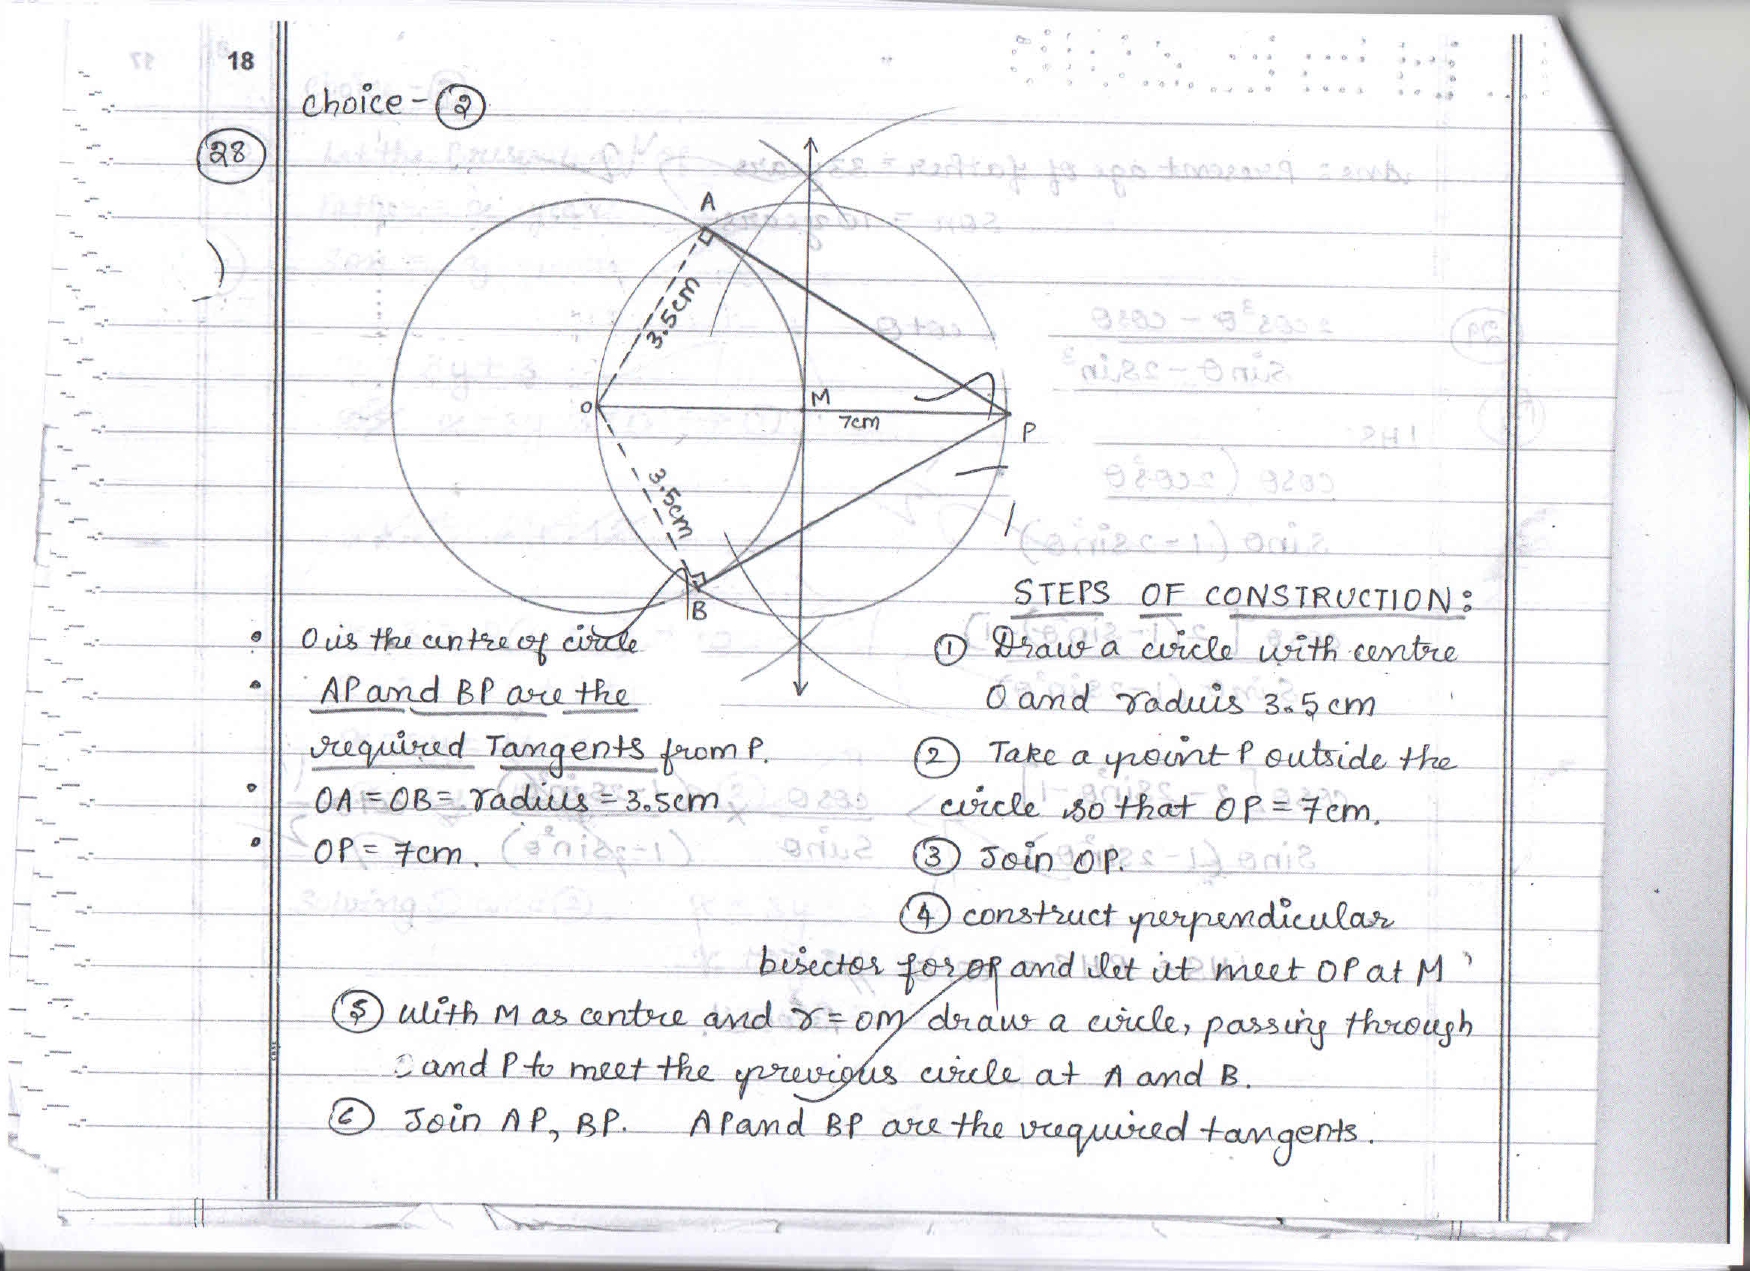 18
Choice - 2
28
A
3.5cm
O
M
7cm
P
3.5cm
B
O is the centre of circle
AP and BP are the
required Tangents from P.
OA = OB = radius = 3.5cm
OP = 7cm.
STEPS OF CONSTRUCTION:
1 Draw a circle with centre
O and raduis 3.5 cm
2 Take a point P outside the
circle so that OP = 7cm.
3 Join OP.
4 construct perpendicular
bisector for OP and let it meet OP at M
5 With M as centre and r = OM draw a circle, passing through
O and P to meet the previous circle at A and B.
6 Join AP, BP. AP and BP are the required tangents.